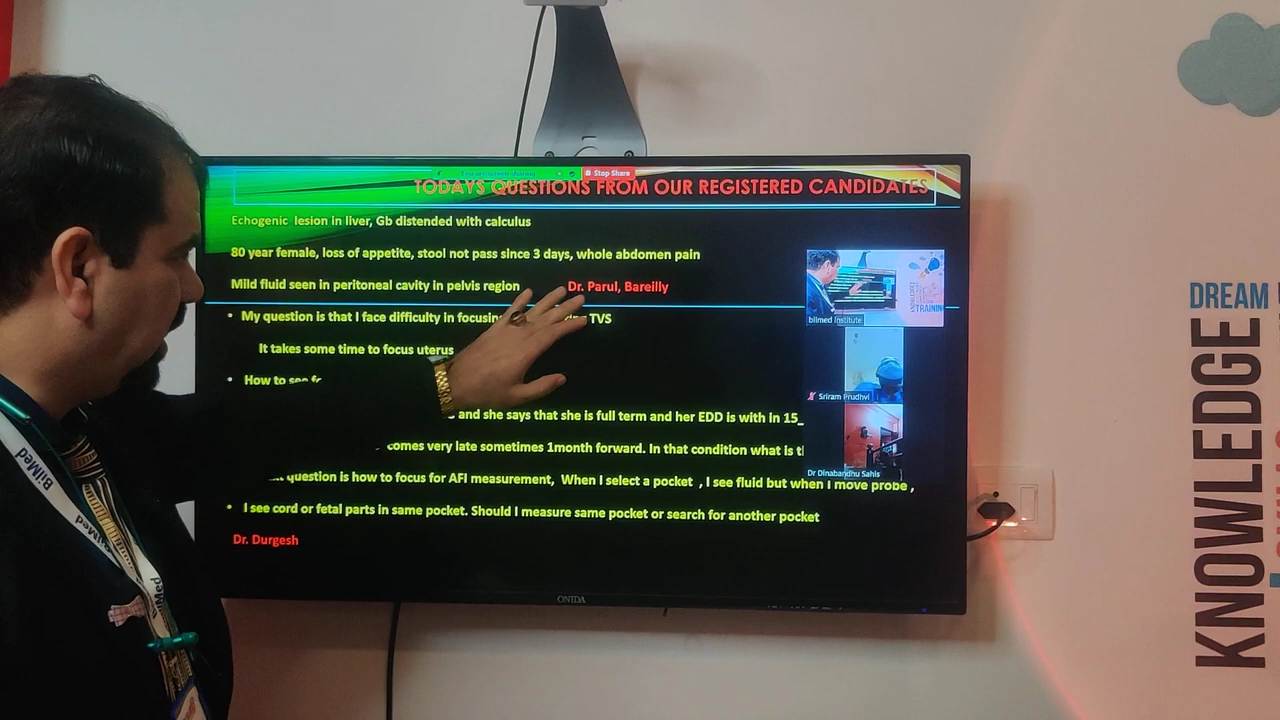 Stop Share
TODAYS QUESTIONS FROM OUR REGISTERED CANDIDATES
Echogenic lesion in liver, Gb distended with calculus
80 year female, loss of appetite, stool not pass since 3 days, whole abdomen pain
Mild fluid seen in peritoneal cavity in pelvis region Dr. Parul, Bareilly
• My question is that I face difficulty in TVS
It takes some time to focus uterus
• How to see
and she says that she is full term and her EDD is with in 15_
comes very late sometimes 1month forward. In that condition what is
question is how to focus for AFI measurement, When I select a pocket , I see fluid but when I move probe ,
• I see cord or fetal parts in same pocket. Should I measure same pocket or search for another pocket
Dr. Durgesh
bilmed Institute
Sriram Prudhvi
Dr Dinabandhu Sahis
ONIDA
BilMed
DREAM
KNOWLEDGE